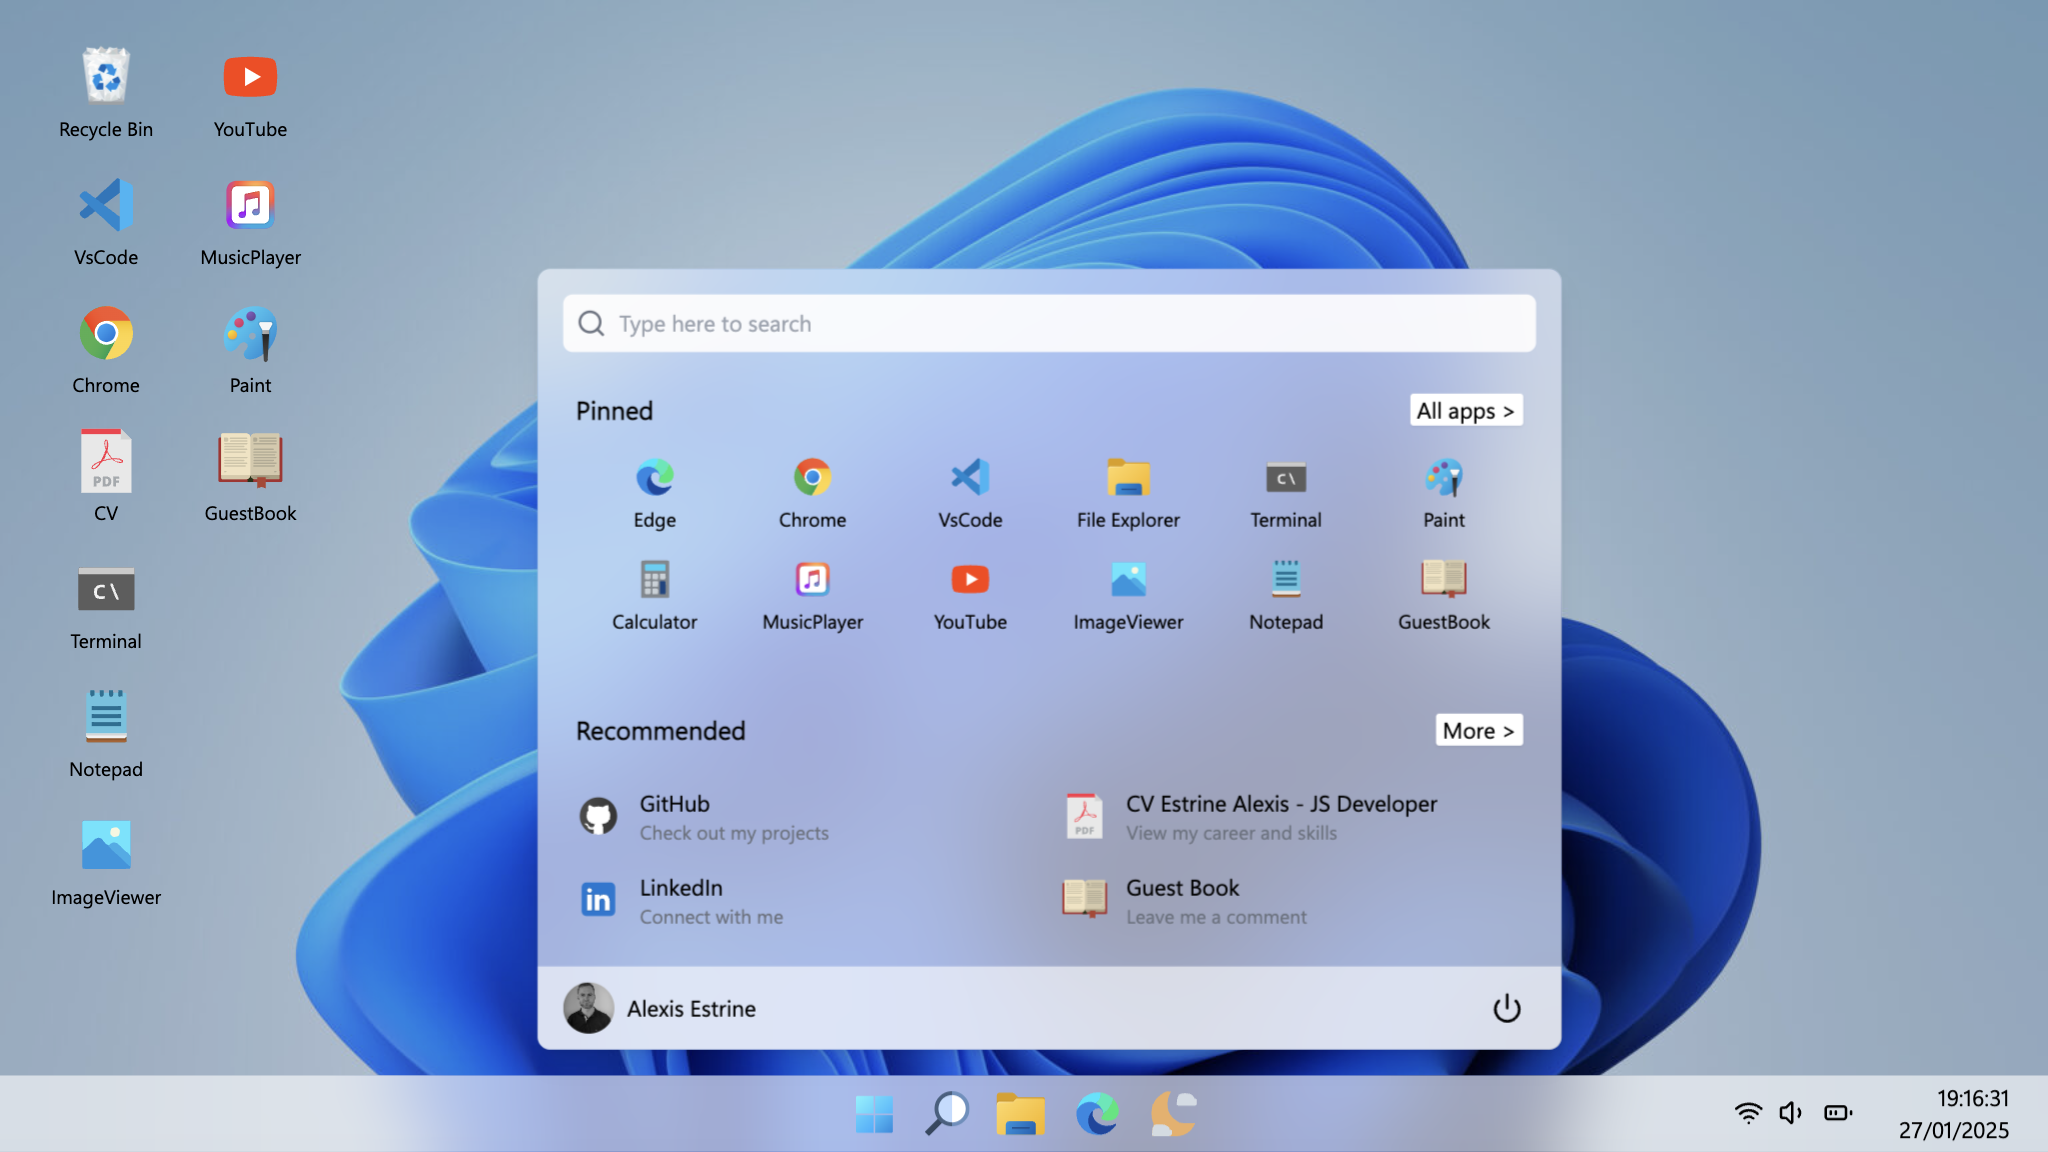 Recycle Bin
YouTube
VsCode
MusicPlayer
Chrome
Paint
PDF
CV
GuestBook
C\
Terminal
Notepad
ImageViewer
Type here to search
Pinned
All apps >
Edge
Chrome
VsCode
File Explorer
C\
Terminal
Paint
Calculator
MusicPlayer
YouTube
ImageViewer
Notepad
GuestBook
Recommended
More >
GitHub
Check out my projects
PDF
CV Estrine Alexis - JS Developer
View my career and skills
in
LinkedIn
Connect with me
Guest Book
Leave me a comment
Alexis Estrine
19:16:31
27/01/2025